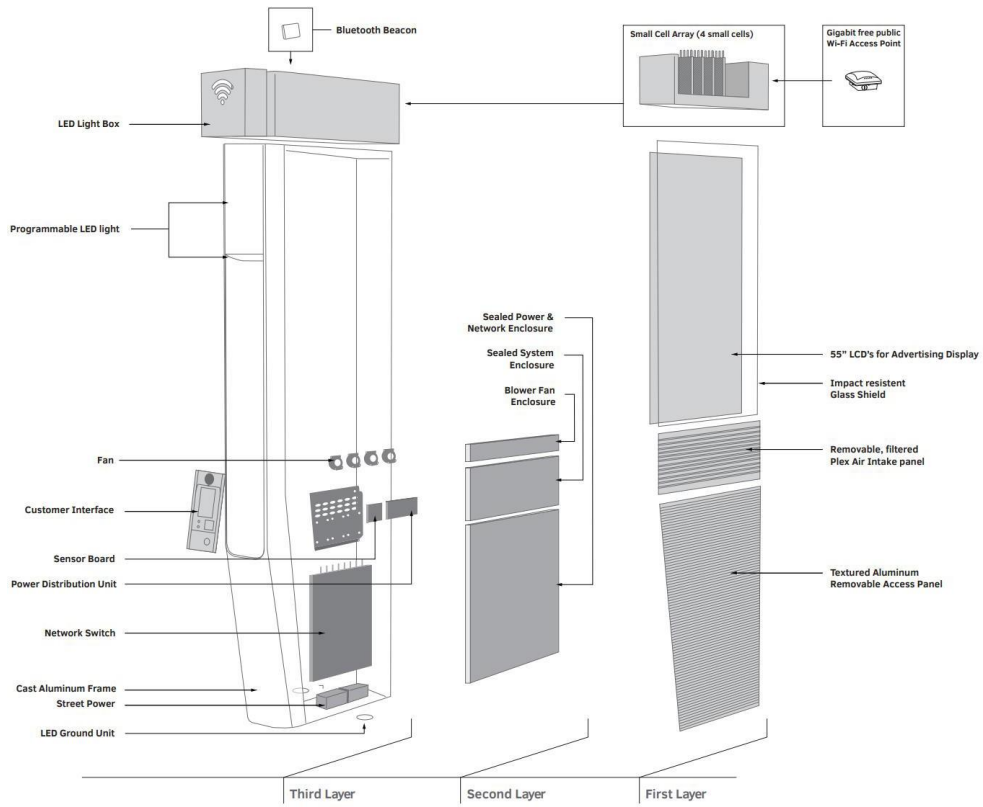 Bluetooth Beacon
Small Cell Array (4 small cells)
Gigabit free public
Wi-Fi Access Point
LED Light Box
Programmable LED light
Sealed Power &
Network Enclosure
Sealed System
Enclosure
Blower Fan
Enclosure
55" LCD's for Advertising Display
Impact resistent
Glass Shield
Removable, filtered
Plex Air Intake panel
Fan
Customer Interface
Sensor Board
Power Distribution Unit
Textured Aluminum
Removable Access Panel
Network Switch
Cast Aluminum Frame
Street Power
LED Ground Unit
Third Layer
Second Layer
First Layer